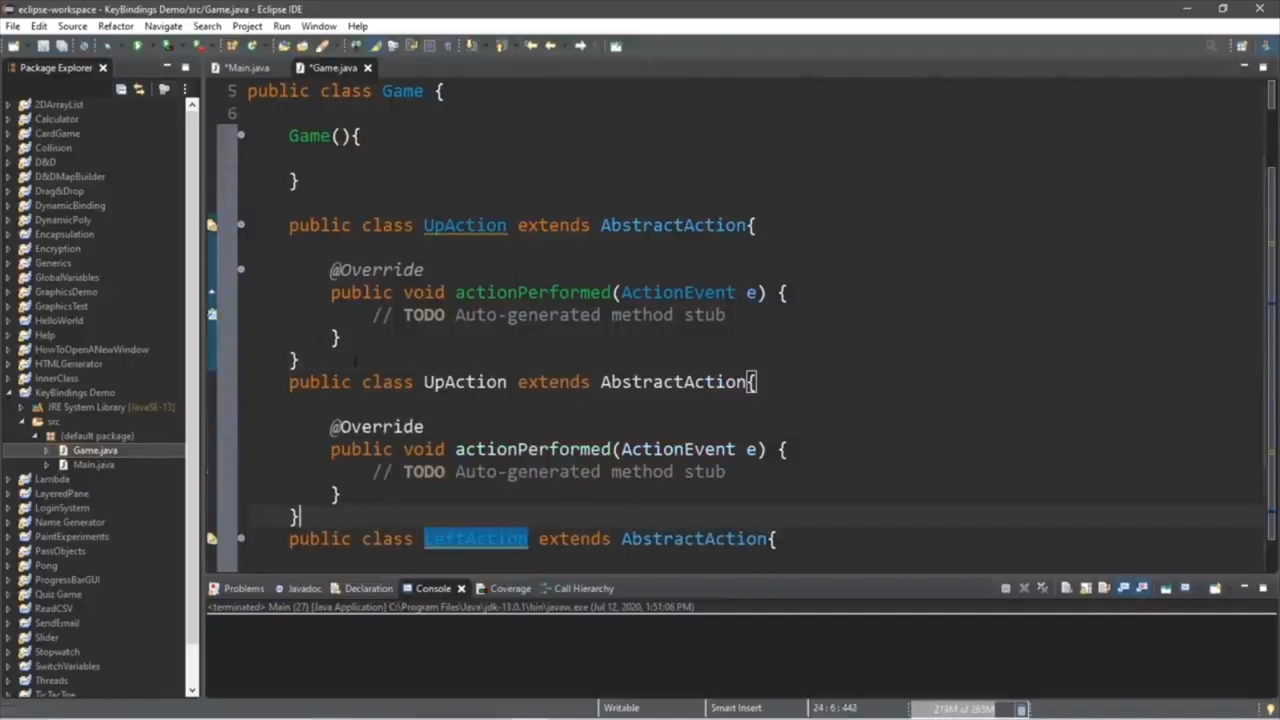 eclipse-workspace - KeyBindings Demo/src/Game.java - Eclipse IDE
File Edit Source Refactor Navigate Search Project Run Window Help
Package Explorer
*Main.java *Game.java
2DArrayList
Calculator
CardGame
Collision
D&D
D&DMapBuilder
Drag&Drop
DynamicBinding
DynamicPoly
Encapsulation
Encryption
Generics
GlobalVariables
GraphicsDemo
GraphicsTest
HelloWorld
Help
HowToOpenANewWindow
HTMLGenerator
InnerClass
KeyBindings Demo
JRE System Library [JavaSE-13]
src
(default package)
Game.java
Main.java
Lambda
LayeredPane
LoginSystem
Name Generator
PaintExperiments
PassObjects
Pong
ProgressBarGUI
Quiz Game
ReadCSV
SendEmail
Slider
Stopwatch
SwitchVariables
Threads
TicTacToe
5 public class Game {
6
Game(){
}
public class UpAction extends AbstractAction{
@Override
public void actionPerformed(ActionEvent e) {
// TODO Auto-generated method stub
}
}
public class UpAction extends AbstractAction{
@Override
public void actionPerformed(ActionEvent e) {
// TODO Auto-generated method stub
}
}
public class LeftAction extends AbstractAction{
Problems Javadoc Declaration Console Coverage Call Hierarchy
<terminated> Main (27) [Java Application] C:\Program Files\Java\jdk-13.0.1\bin\javaw.exe (Jul 12, 2020, 1:51:06 PM)
Writable Smart Insert 24 : 6 : 443 213M of 283M